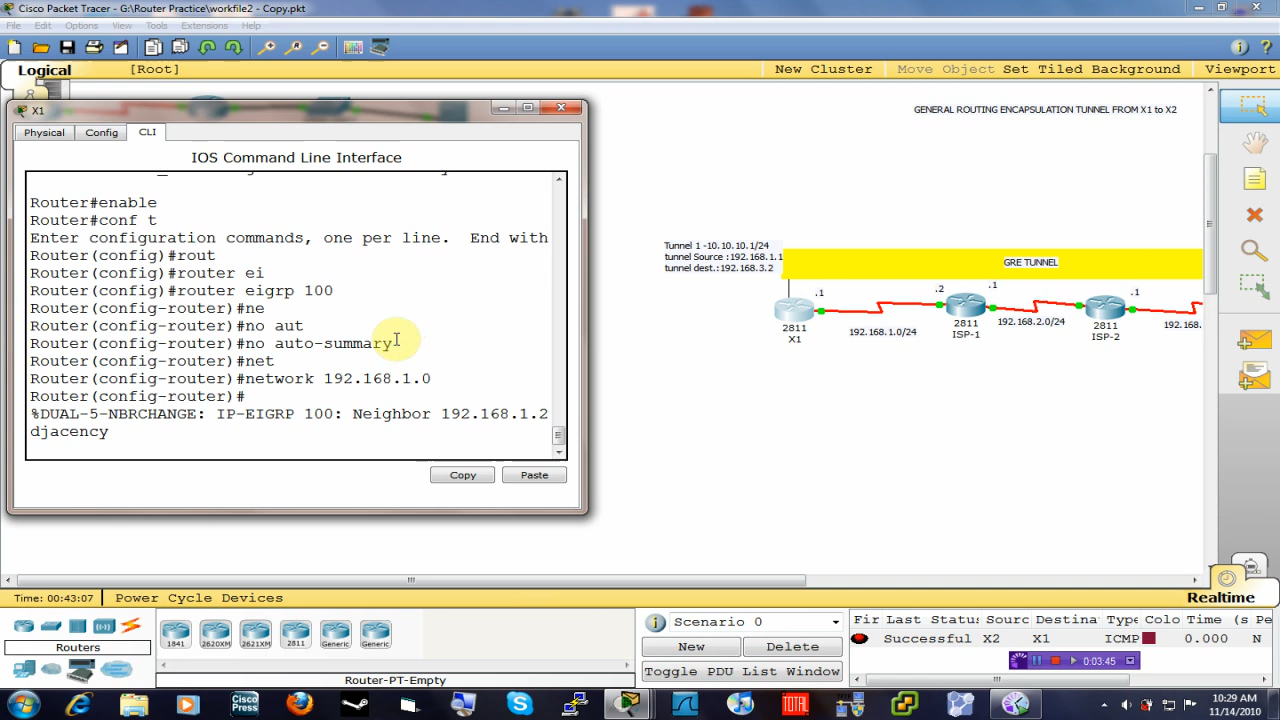 Cisco Packet Tracer - G:\Router Practice\workfile2 - Copy.pkt
File Edit Options View Tools Extensions Help
Logical [Root] New Cluster Move Object Set Tiled Background Viewport
X1
Physical Config CLI
IOS Command Line Interface
Router#enable
Router#conf t
Enter configuration commands, one per line. End with
Router(config)#rout
Router(config)#router ei
Router(config)#router eigrp 100
Router(config-router)#ne
Router(config-router)#no aut
Router(config-router)#no auto-summary
Router(config-router)#net
Router(config-router)#network 192.168.1.0
Router(config-router)#
%DUAL-5-NBRCHANGE: IP-EIGRP 100: Neighbor 192.168.1.2
djacency
Copy Paste
GENERAL ROUTING ENCAPSULATION TUNNEL FROM X1 to X2
Tunnel 1 -10.10.10.1/24
tunnel Source :192.168.1.1
tunnel dest.:192.168.3.2
GRE TUNNEL
.1 .2 .1 .1
192.168.1.0/24 192.168.2.0/24 192.168.
2811
X1
2811
ISP-1
2811
ISP-2
Time: 00:43:07 Power Cycle Devices Realtime
Routers
1841 2620XM 2621XM 2811 Generic Generic
Router-PT-Empty
Scenario 0
New Delete
Toggle PDU List Window
Fir Last Status Sourc Destina Type Colo Time (s Pe
Successful X2 X1 ICMP 0.000 N
3:03:45
Cisco Press
TOTAL
10:29 AM
11/14/2010